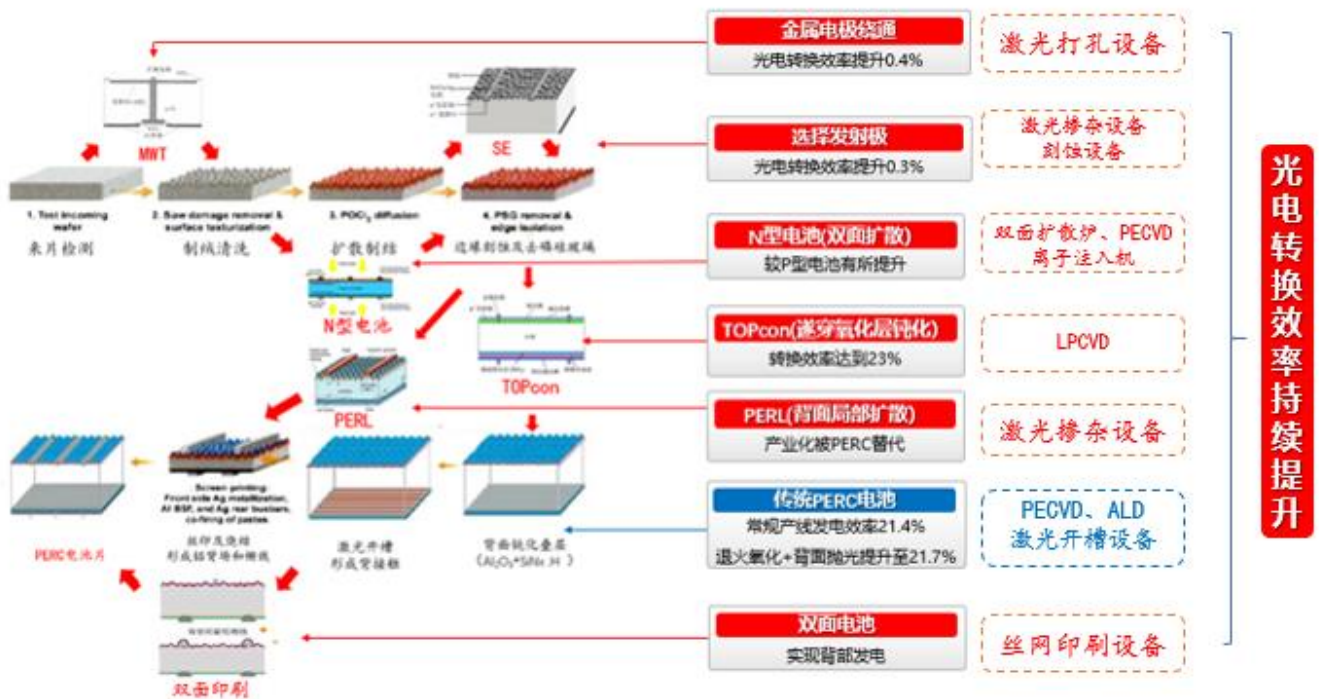 金属电极绕通
光电转换效率提升0.4%
激光打孔设备
MWT
SE
选择发射极
光电转换效率提升0.3%
激光掺杂设备
刻蚀设备
1. Test incoming
wafer
2. Saw damage removal &
surface texturization
3. POCl₃ diffusion
4. PSG removal &
edge isolation
来片检测
制绒清洗
扩散制结
边缘刻蚀及去磷硅玻璃
N型电池(双面扩散)
较P型电池有所提升
双面扩散炉、PECVD
离子注入机
N型电池
TOPcon(遂穿氧化层钝化)
转换效率达到23%
LPCVD
TOPcon
PERL
PERL(背面局部扩散)
产业化被PERC替代
激光掺杂设备
传统PERC电池
常规产线发电效率21.4%
退火氧化+背面抛光提升至21.7%
PECVD、ALD
激光开槽设备
Screen printing:
Front side Ag metallization,
Al BSF, and Ag rear busbars,
co-firing of pastes.
PERC电池片
丝印及烧结
形成铝背场和栅线
激光开槽
形成背接触
背面钝化叠层
(Al₂O₃+SiNx:H)
双面电池
实现背部发电
丝网印刷设备
双面印刷
光电转换效率持续提升